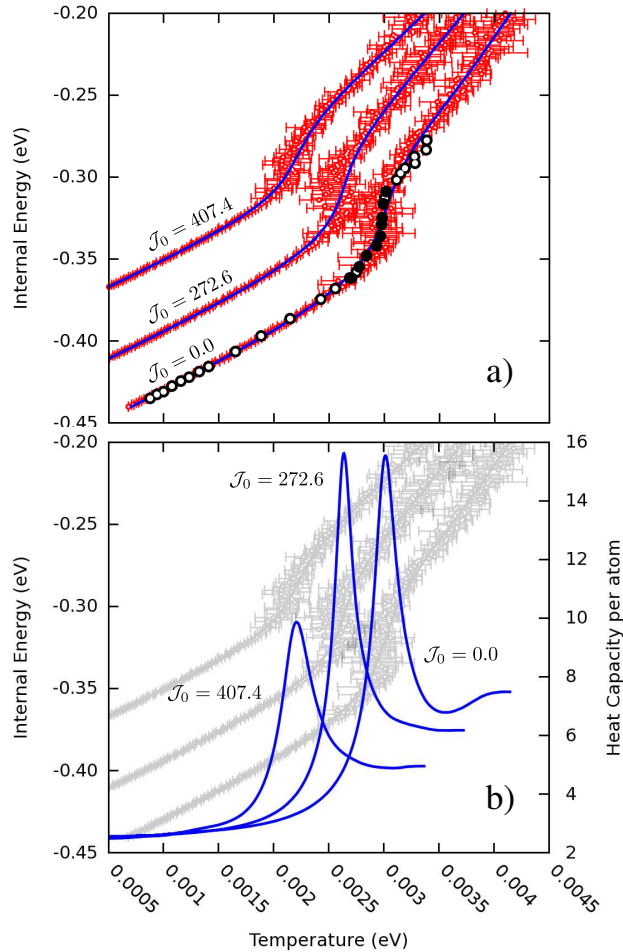 -0.20
-0.25
-0.30
-0.35
-0.40
-0.45
Internal Energy (eV)
𝒥₀ = 407.4
𝒥₀ = 272.6
𝒥₀ = 0.0
a)
-0.20
-0.25
-0.30
-0.35
-0.40
-0.45
Internal Energy (eV)
16
14
12
10
8
6
4
2
Heat Capacity per atom
𝒥₀ = 272.6
𝒥₀ = 0.0
𝒥₀ = 407.4
b)
0.0005
0.001
0.0015
0.002
0.0025
0.003
0.0035
0.004
0.0045
Temperature (eV)